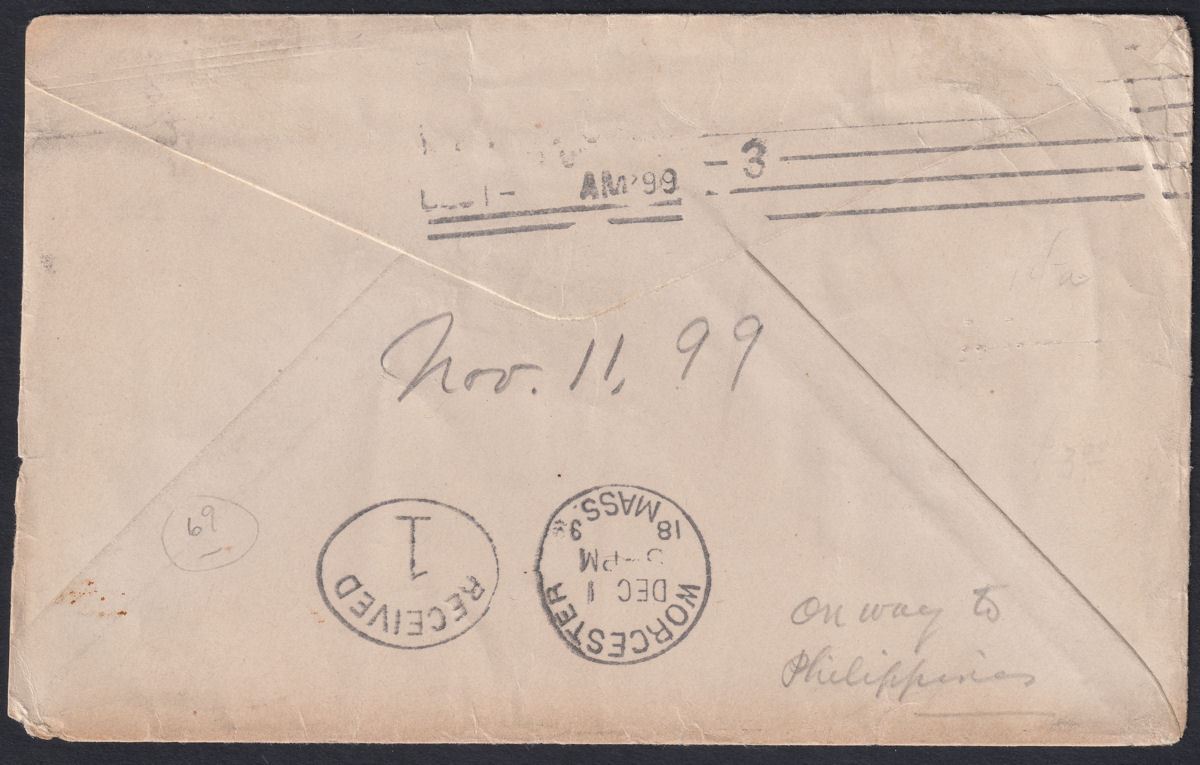 - 3
AM '99
Nov. 11, 99
69
RECEIVED
1
WORCESTER
MASS.
DEC 1
PM
18 9
On way to
Philippines